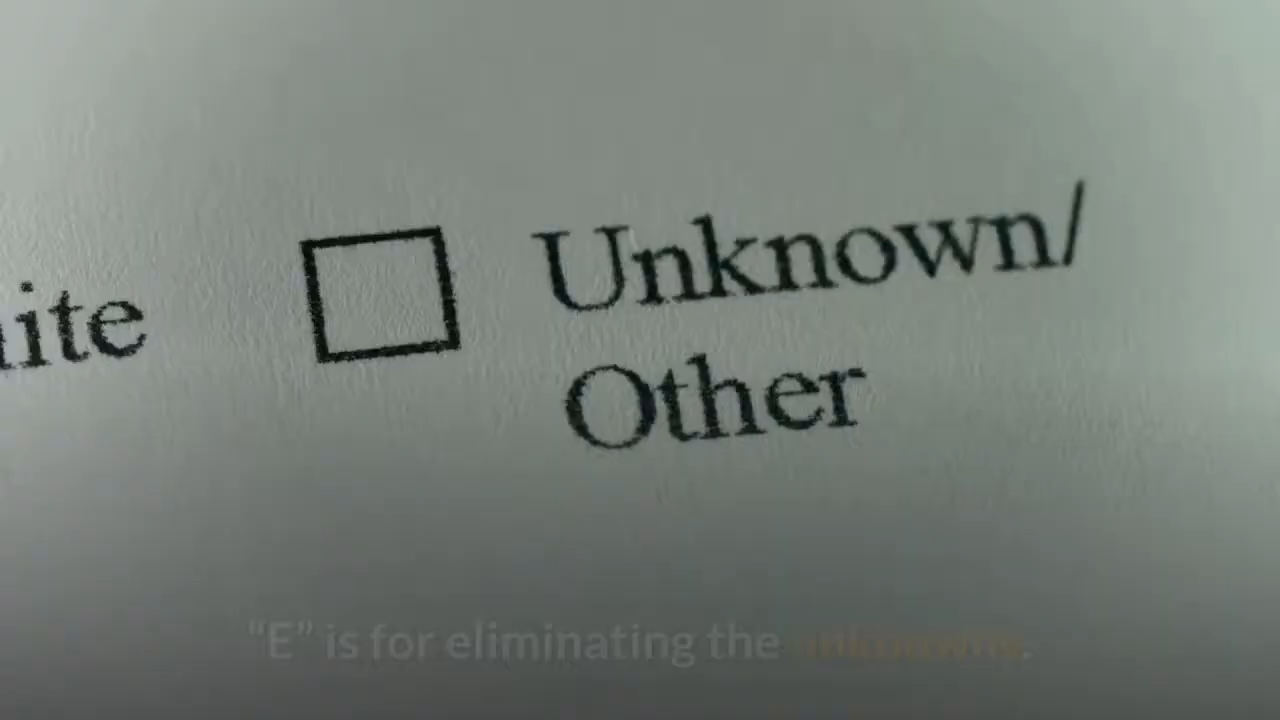 ite Unknown/
Other
“E” is for eliminating the unknowns.